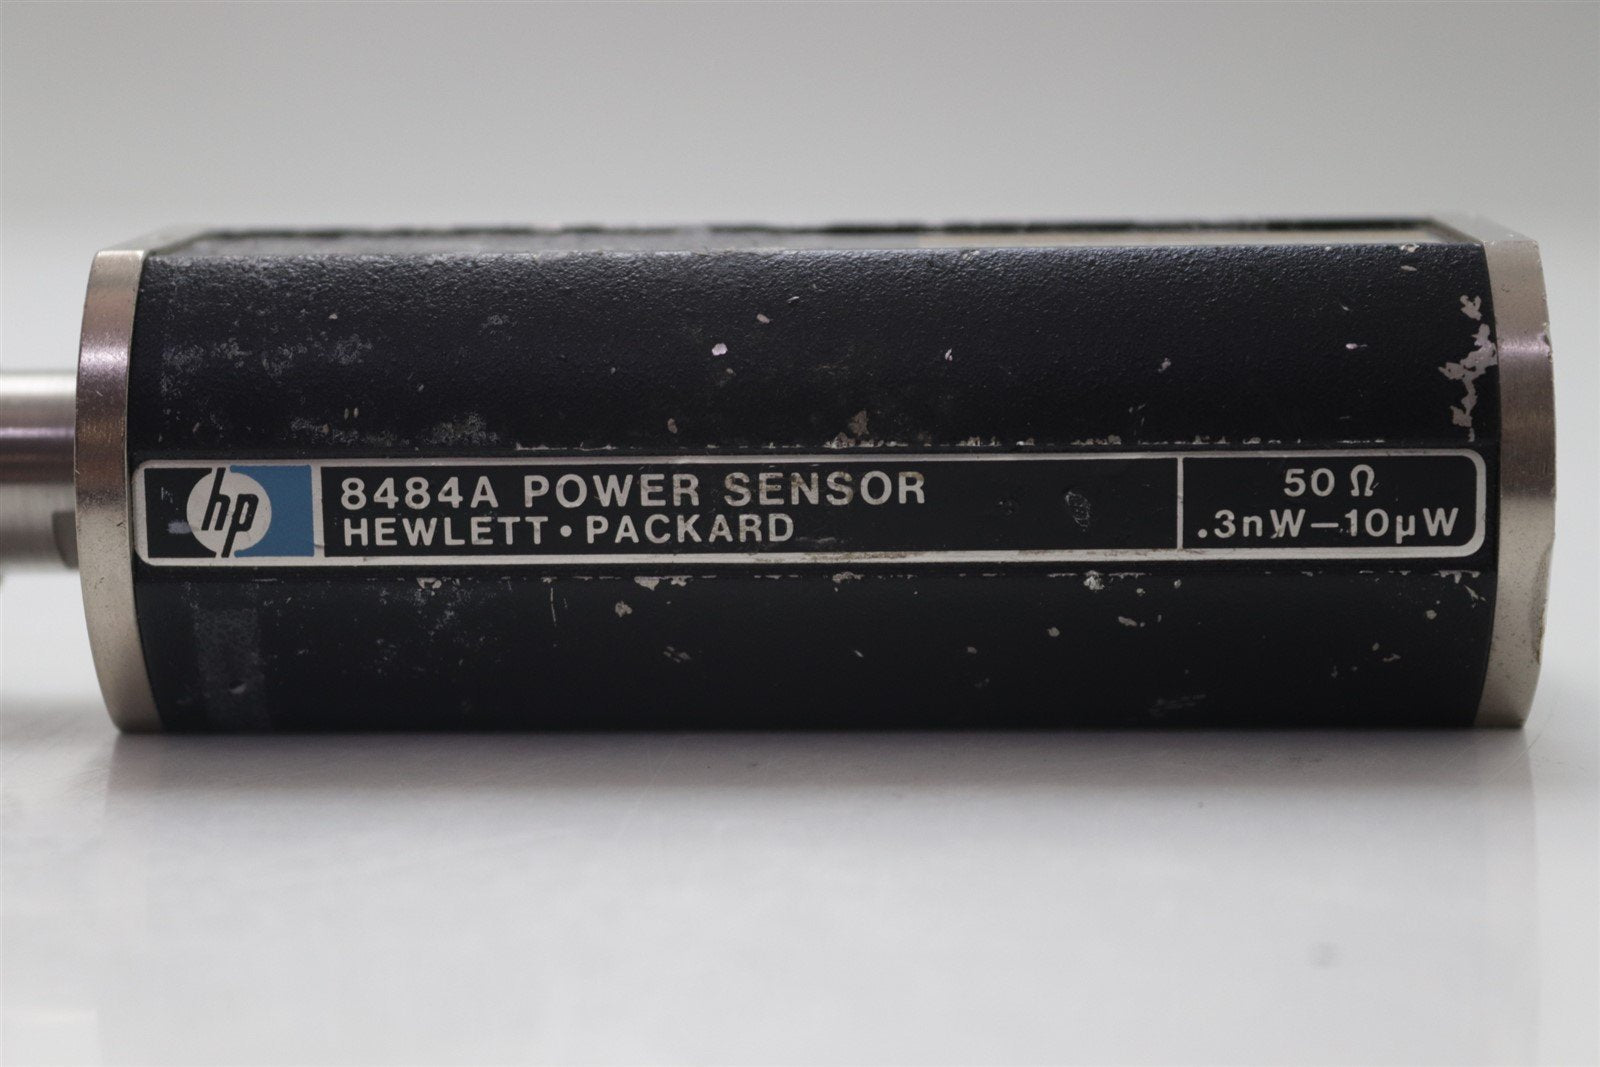 hp
8484A POWER SENSOR
HEWLETT•PACKARD
50 Ω
.3nW–10µW